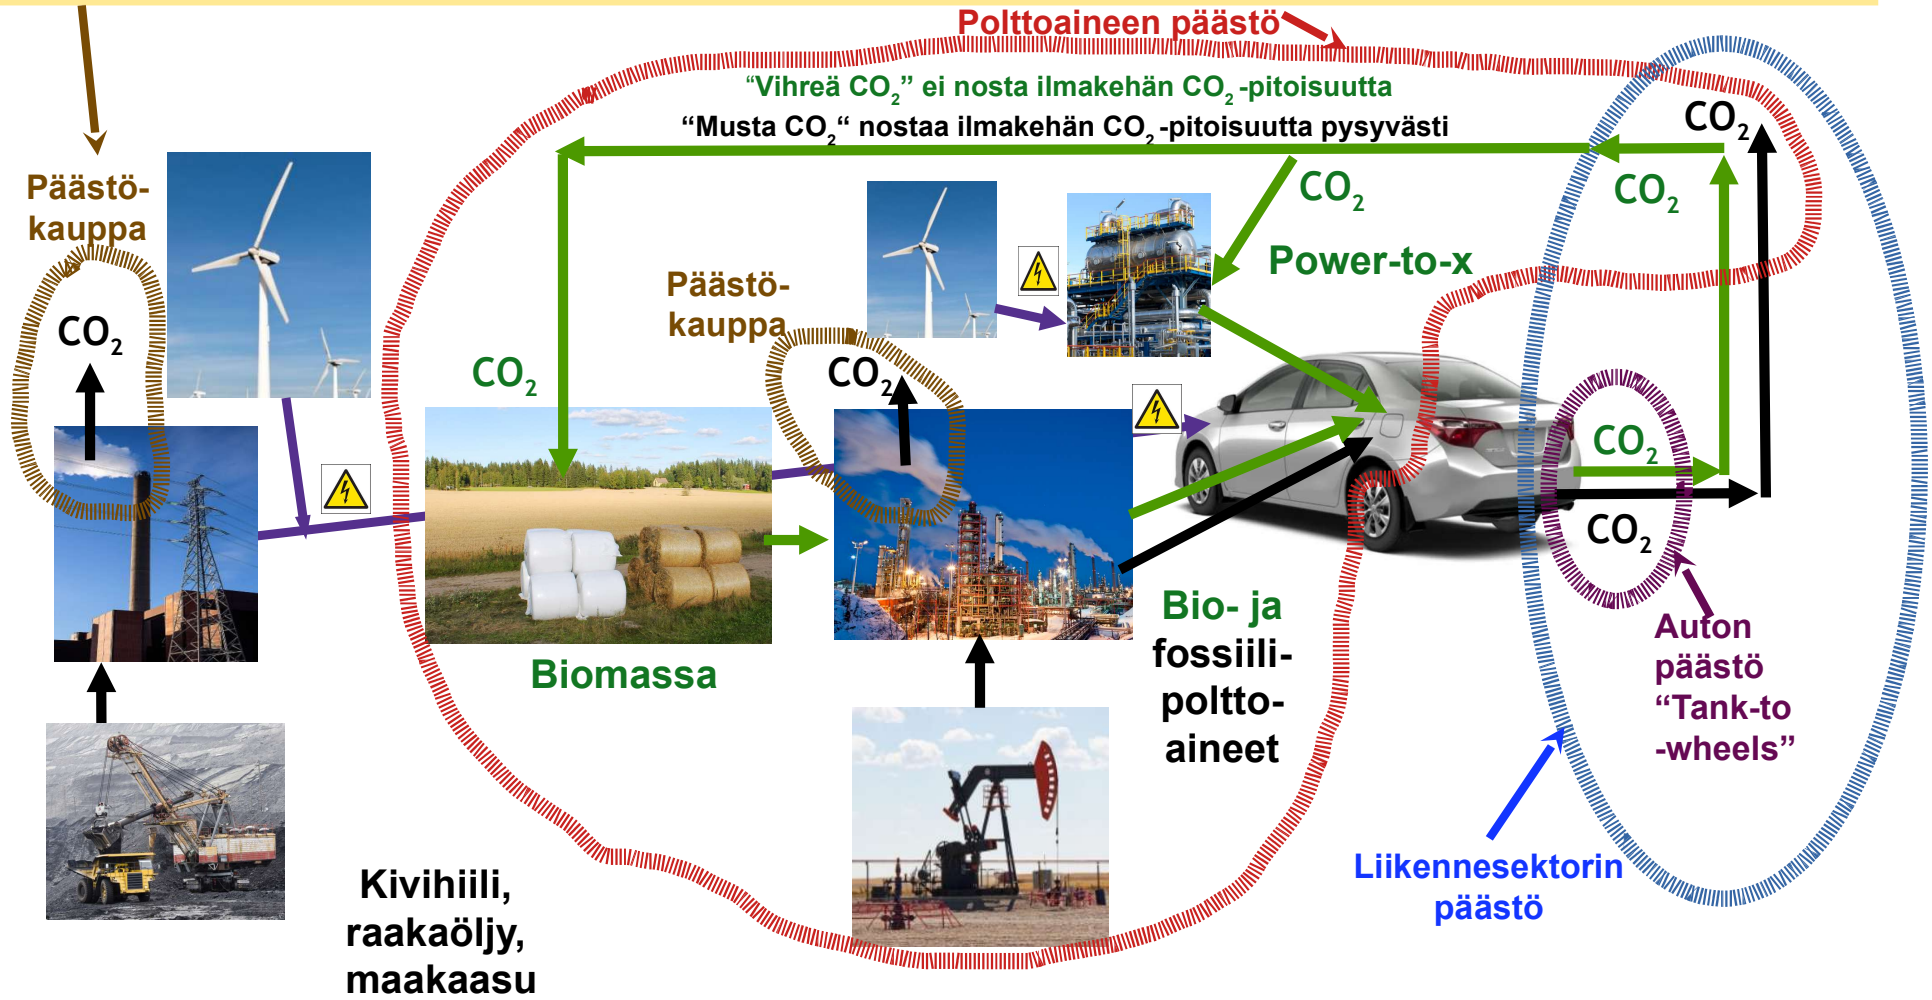 Polttoaineen päästö
“Vihreä CO₂” ei nosta ilmakehän CO₂-pitoisuutta
“Musta CO₂“ nostaa ilmakehän CO₂-pitoisuutta pysyvästi
CO₂
Päästö-
kauppa
CO₂
CO₂
Power-to-x
Päästö-
kauppa
CO₂
CO₂
CO₂
CO₂
CO₂
Bio- ja
fossiili-
poltto-
aineet
Biomassa
Auton
päästö
“Tank-to
-wheels”
Liikennesektorin
päästö
Kivihiili,
raakaöljy,
maakaasu